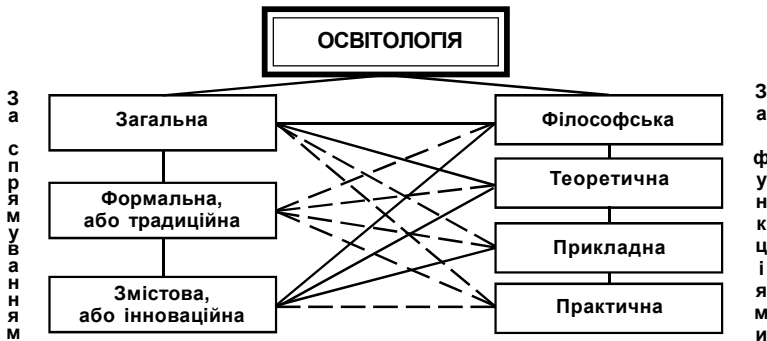 ОСВІТОЛОГІЯ
За спрямуванням
Загальна
Формальна,
або традиційна
Змістова,
або інноваційна
Філософська
Теоретична
Прикладна
Практична
За функціями